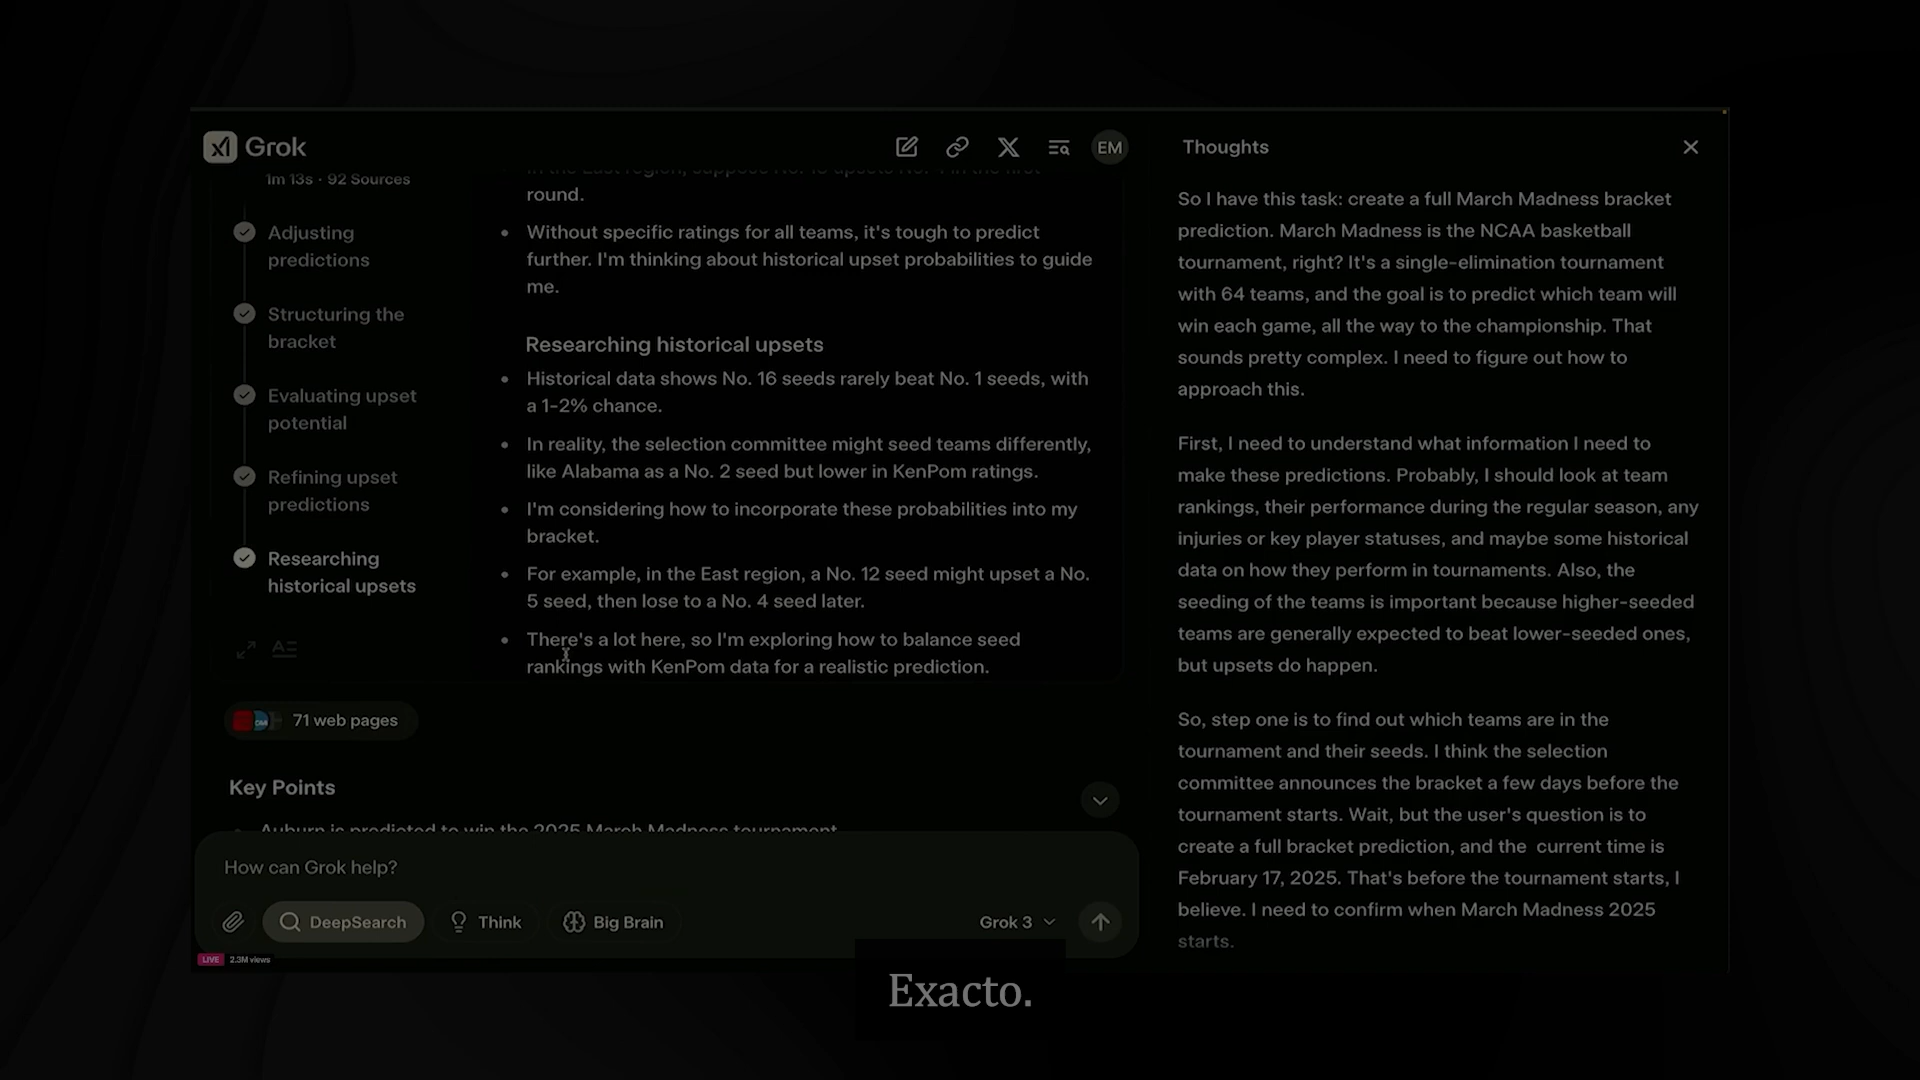 Grok
EM
1m 13s · 92 Sources
Adjusting
predictions
Structuring the
bracket
Evaluating upset
potential
Refining upset
predictions
Researching
historical upsets
round.
Without specific ratings for all teams, it's tough to predict
further. I'm thinking about historical upset probabilities to guide
me.
Researching historical upsets
Historical data shows No. 16 seeds rarely beat No. 1 seeds, with
a 1-2% chance.
In reality, the selection committee might seed teams differently,
like Alabama as a No. 2 seed but lower in KenPom ratings.
I'm considering how to incorporate these probabilities into my
bracket.
For example, in the East region, a No. 12 seed might upset a No.
5 seed, then lose to a No. 4 seed later.
There's a lot here, so I'm exploring how to balance seed
rankings with KenPom data for a realistic prediction.
71 web pages
Key Points
Auburn is predicted to win the 2025 March Madness tournament
How can Grok help?
DeepSearch
Think
Big Brain
Grok 3
LIVE 2.3M views
Thoughts
So I have this task: create a full March Madness bracket
prediction. March Madness is the NCAA basketball
tournament, right? It's a single-elimination tournament
with 64 teams, and the goal is to predict which team will
win each game, all the way to the championship. That
sounds pretty complex. I need to figure out how to
approach this.
First, I need to understand what information I need to
make these predictions. Probably, I should look at team
rankings, their performance during the regular season, any
injuries or key player statuses, and maybe some historical
data on how they perform in tournaments. Also, the
seeding of the teams is important because higher-seeded
teams are generally expected to beat lower-seeded ones,
but upsets do happen.
So, step one is to find out which teams are in the
tournament and their seeds. I think the selection
committee announces the bracket a few days before the
tournament starts. Wait, but the user's question is to
create a full bracket prediction, and the current time is
February 17, 2025. That's before the tournament starts, I
believe. I need to confirm when March Madness 2025
starts.
Exacto.